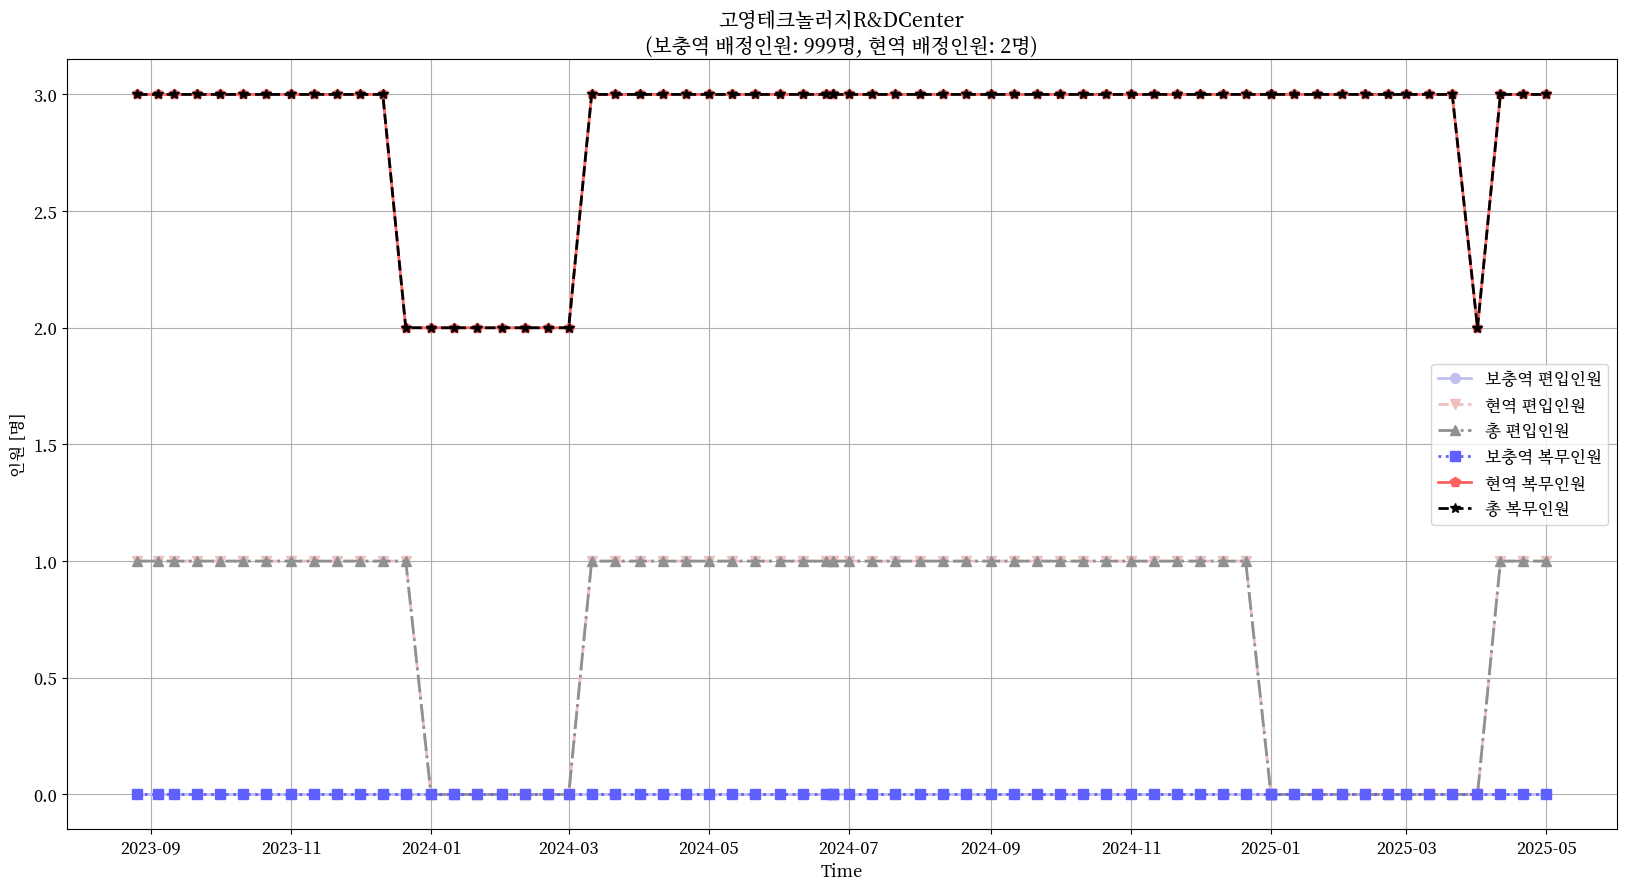 고영테크놀러지R&DCenter
(보충역 배정인원: 999명, 현역 배정인원: 2명)
3.0
2.5
2.0
1.5
1.0
0.5
0.0
인원 [명]
보충역 편입인원
현역 편입인원
총 편입인원
보충역 복무인원
현역 복무인원
총 복무인원
2023-09 2023-11 2024-01 2024-03 2024-05 2024-07 2024-09 2024-11 2025-01 2025-03 2025-05
Time